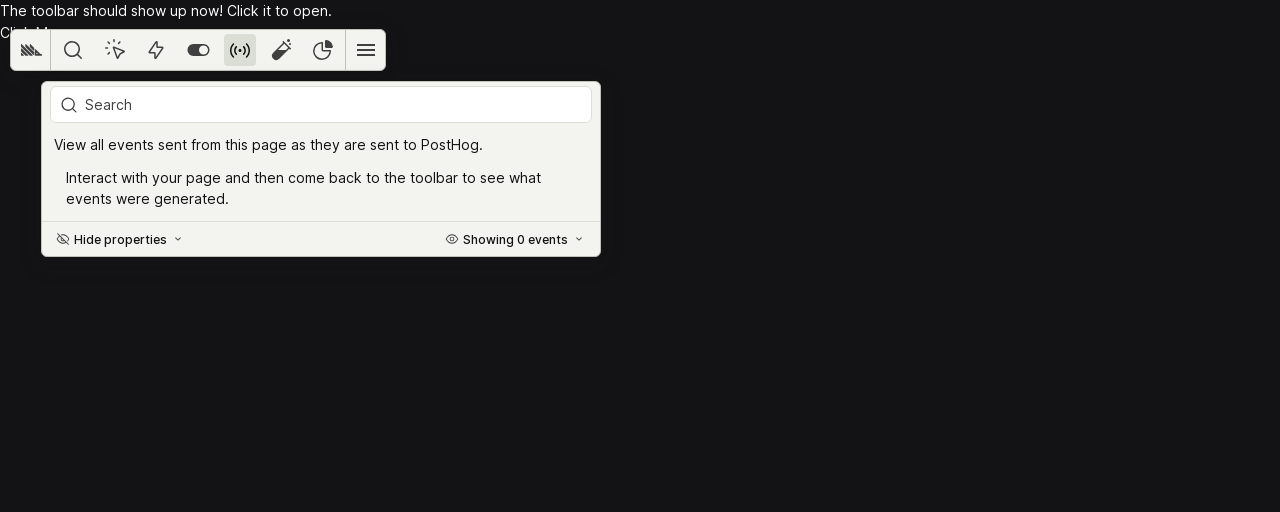 The toolbar should show up now! Click it to open.
Search
View all events sent from this page as they are sent to PostHog.
Interact with your page and then come back to the toolbar to see what
events were generated.
Hide properties
Showing 0 events